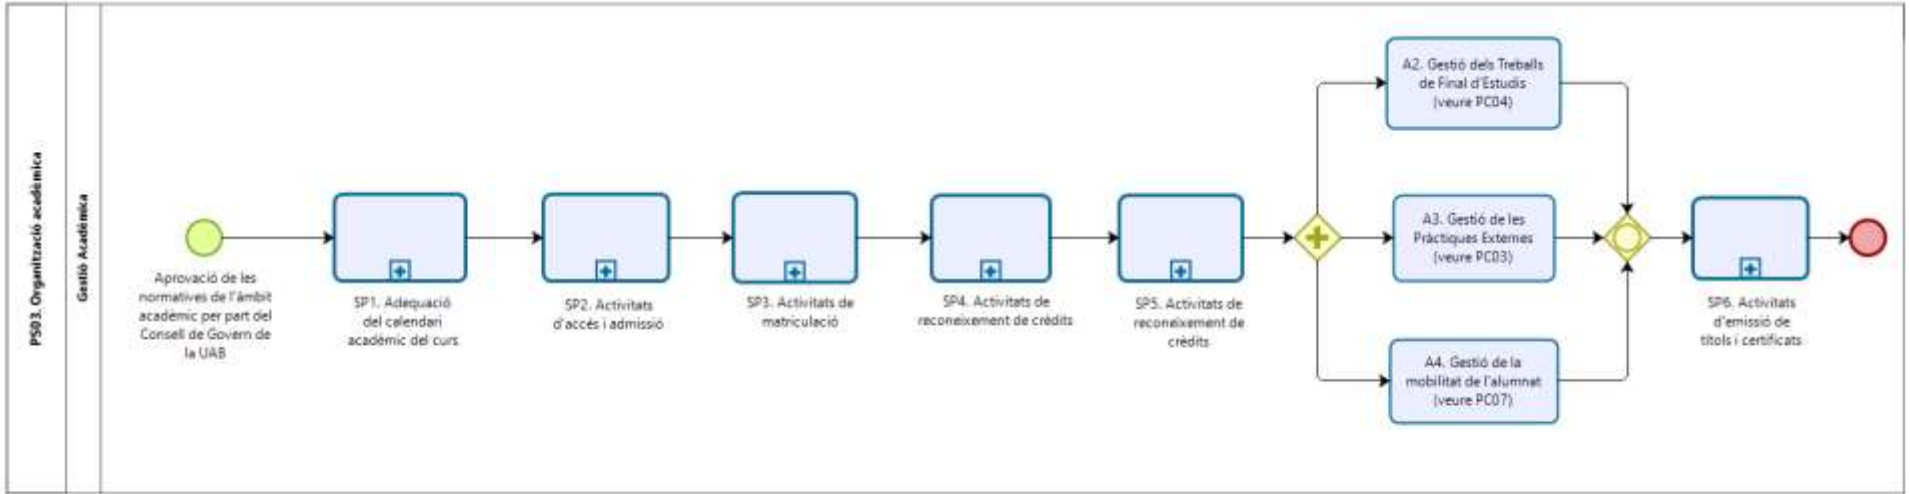 PS03. Organització acadèmica
Gestió Acadèmica
Aprovació de les
normatives de l'àmbit
acadèmic per part del
Consell de Govern de
la UAB
SP1. Adequació
del calendari
acadèmic del curs
SP2. Activitats
d'accés i admissió
SP3. Activitats de
matriculació
SP4. Activitats de
reconeixement de crèdits
SP5. Activitats de
reconeixement de
crèdits
A2. Gestió dels Treballs
de Final d'Estudis
(veure PC04)
A3. Gestió de les
Pràctiques Externes
(veure PC03)
A4. Gestió de la
mobilitat de l'alumnat
(veure PC07)
SP6. Activitats
d'emissió de
títols i certificats